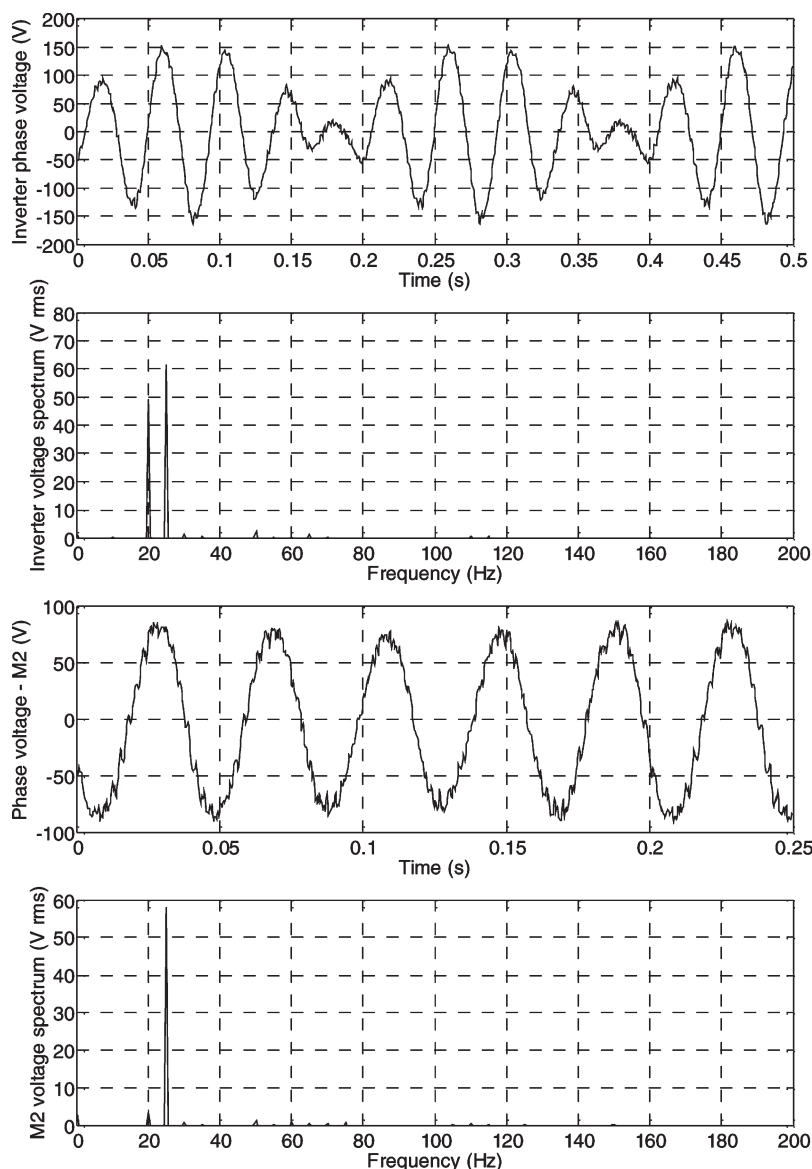 Inverter phase voltage (V)
200
150
100
50
0
-50
-100
-150
-200
0 0.05 0.1 0.15 0.2 0.25 0.3 0.35 0.4 0.45 0.5
Time (s)
Inverter voltage spectrum (V rms)
80
70
60
50
40
30
20
10
0
0 20 40 60 80 100 120 140 160 180 200
Frequency (Hz)
Phase voltage - M2 (V)
100
50
0
-50
-100
0 0.05 0.1 0.15 0.2 0.25
Time (s)
M2 voltage spectrum (V rms)
60
50
40
30
20
10
0
0 20 40 60 80 100 120 140 160 180 200
Frequency (Hz)